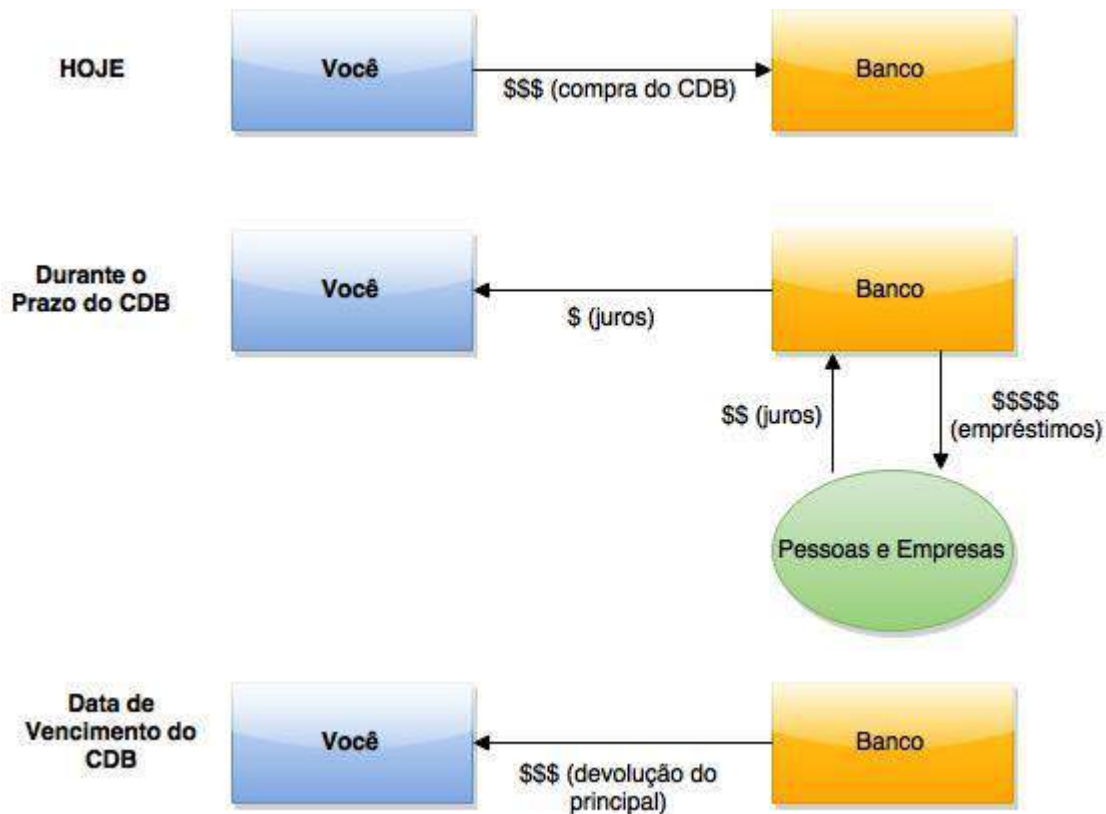 HOJE
Você
$$$ (compra do CDB)
Banco
Durante o
Prazo do CDB
Você
$ (juros)
Banco
$$ (juros)
$$$$$
(empréstimos)
Pessoas e Empresas
Data de
Vencimento do
CDB
Você
$$$ (devolução do
principal)
Banco